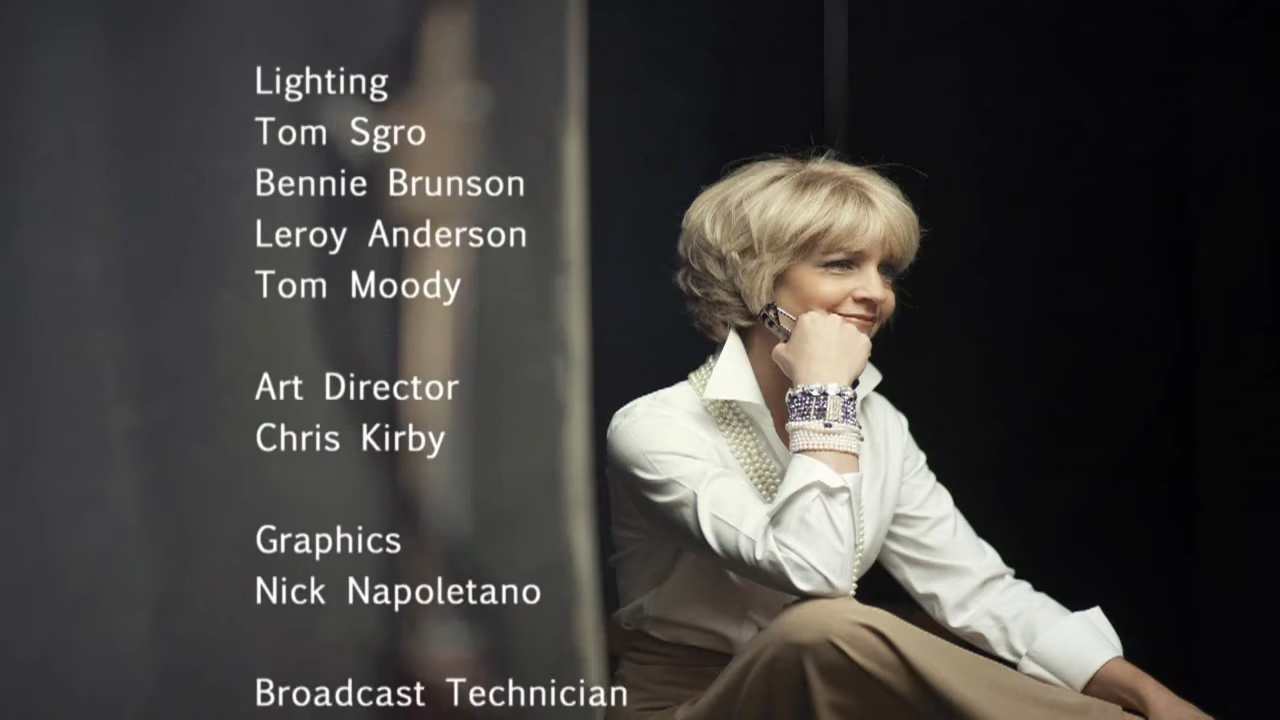 Lighting
Tom Sgro
Bennie Brunson
Leroy Anderson
Tom Moody
Art Director
Chris Kirby
Graphics
Nick Napoletano
Broadcast Technician